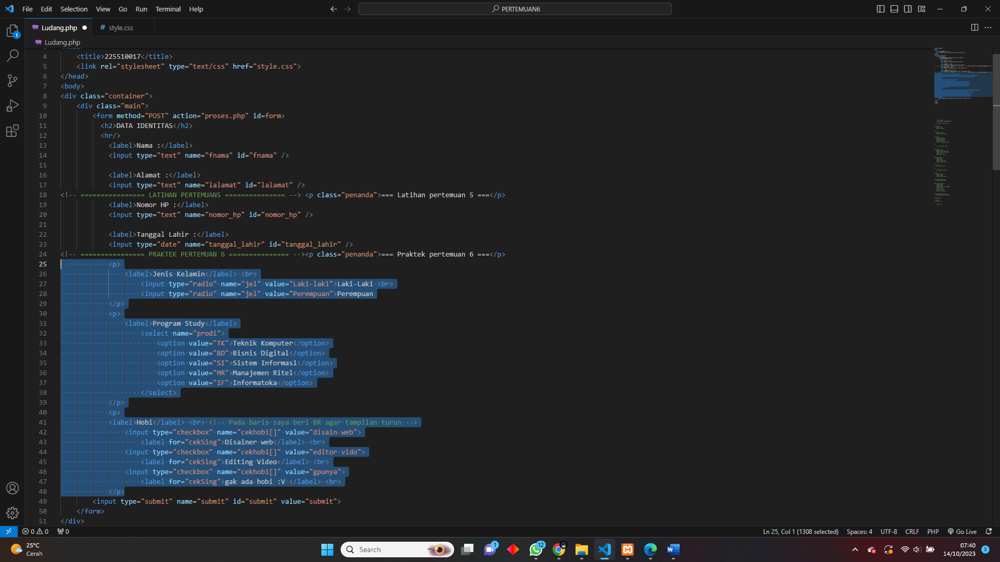 File Edit Selection View Go Run Terminal Help
PERTEMUAN6
Ludang.php
# style.css
1
Ludang.php
4 <title>225510017</title>
5 <link rel="stylesheet" type="text/css" href="style.css">
6 </head>
7 <body>
8 <div class="container">
9 <div class="main">
10 <form method="POST" action="proses.php" id=form>
11 <h2>DATA IDENTITAS</h2>
12 <hr/>
13 <label>Nama :</label>
14 <input type="text" name="fnama" id="fnama" />
15
16 <label>Alamat :</label>
17 <input type="text" name="lalamat" id="lalamat" />
18 <!-- ================ LATIHAN PERTEMUAN5 =============== --> <p class="penanda">=== Latihan pertemuan 5 ===</p>
19 <label>Nomor HP :</label>
20 <input type="text" name="nomor_hp" id="nomor_hp" />
21
22 <label>Tanggal Lahir :</label>
23 <input type="date" name="tanggal_lahir" id="tanggal_lahir" />
24 <!-- ================ PRAKTEK PERTEMUAN 6 =============== --><p class="penanda">=== Praktek pertemuan 6 ===</p>
25 <p>
26 <label>Jenis Kelamin</label> <br>
27 <input type="radio" name="jel" value="Laki-laki">Laki-Laki <br>
28 <input type="radio" name="jel" value="Perempuan">Perempuan
29 </p>
30 <p>
31 <label>Program Study</label>
32 <select name="prodi">
33 <option value="TK">Teknik Komputer</option>
34 <option value="BD">Bisnis Digital</option>
35 <option value="SI">Sistem Informasi</option>
36 <option value="MR">Manajemen Ritel</option>
37 <option value="IF">Informatoka</option>
38 </select>
39 </p>
40 <p>
41 <label>Hobi</label> <br> <!-- Pada baris saya beri BR agar tampilan turun -->
42 <input type="checkbox" name="cekhobi[]" value="disain web">
43 <label for="cekSing">Disainer web</label> <br>
44 <input type="checkbox" name="cekhobi[]" value="editor vido">
45 <label for="cekSing">Editing Video</label> <br>
46 <input type="checkbox" name="cekhobi[]" value="gpunya">
47 <label for="cekSing">gak ada hobi :V </label> <br>
48 </p>
49 <input type="submit" name="submit" id="submit" value="submit">
50 </form>
51 </div>
0 0 0
Ln 25, Col 1 (1308 selected) Spaces: 4 UTF-8 CRLF PHP Go Live
25°C
Cerah
Search
1
12
W
07:40
14/10/2023
3